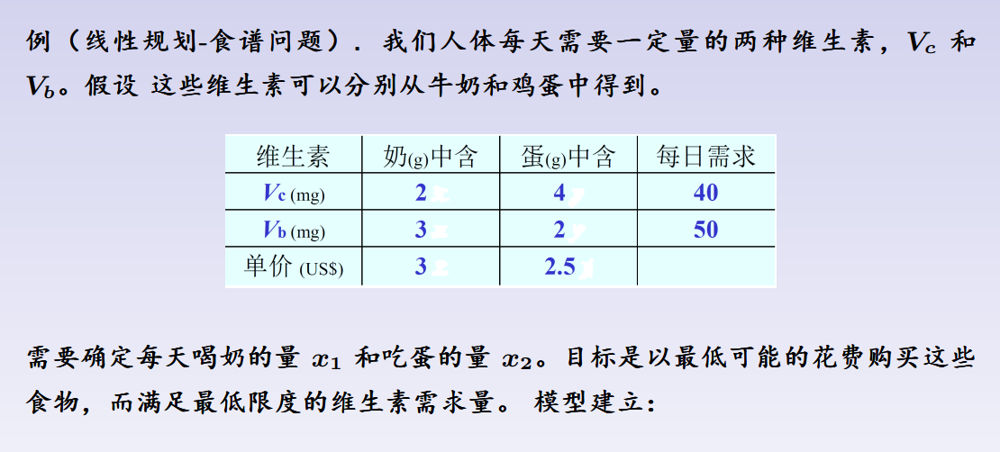 例（线性规划-食谱问题）. 我们人体每天需要一定量的两种维生素，Vc 和
Vb。假设 这些维生素可以分别从牛奶和鸡蛋中得到。
维生素 奶(g)中含 蛋(g)中含 每日需求
Vc (mg) 2 4 40
Vb (mg) 3 2 50
单价 (US$) 3 2.5
需要确定每天喝奶的量 x1 和吃蛋的量 x2。目标是以最低可能的花费购买这些
食物，而满足最低限度的维生素需求量。 模型建立：